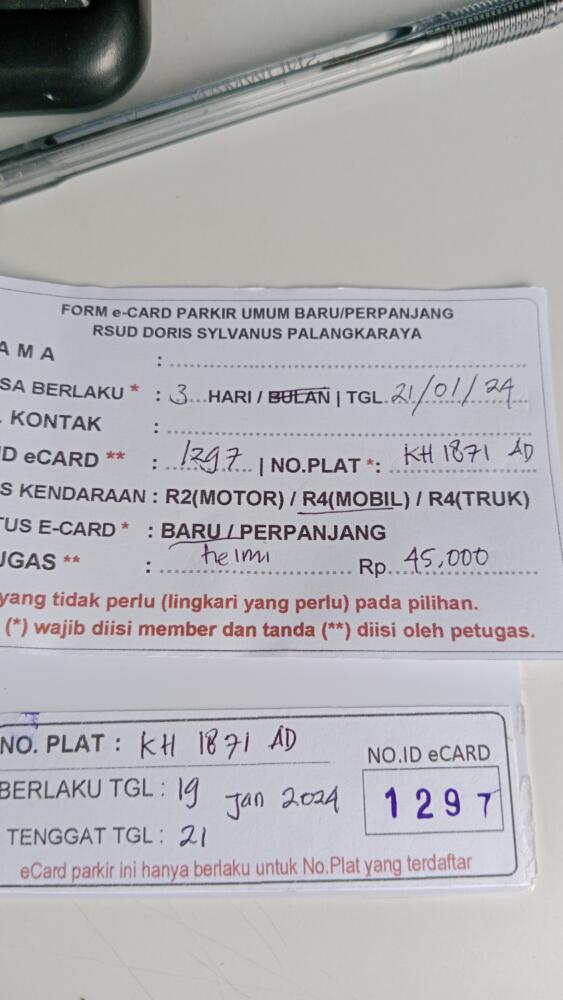 FORM e-CARD PARKIR UMUM BARU/PERPANJANG
RSUD DORIS SYLVANUS PALANGKARAYA
AMA :
SA BERLAKU * : 3 HARI / BULAN | TGL. 21/01/24
. KONTAK :
ID eCARD ** : 1297 | NO.PLAT *: KH 1871 AD
S KENDARAAN : R2(MOTOR) / R4(MOBIL) / R4(TRUK)
TUS E-CARD * : BARU / PERPANJANG
UGAS ** : helmi Rp. 45,000
yang tidak perlu (lingkari yang perlu) pada pilihan.
(*) wajib diisi member dan tanda (**) diisi oleh petugas.
NO. PLAT : KH 1871 AD
NO.ID eCARD
BERLAKU TGL : 19 Jan 2024
1297
TENGGAT TGL : 21
eCard parkir ini hanya berlaku untuk No.Plat yang terdaftar